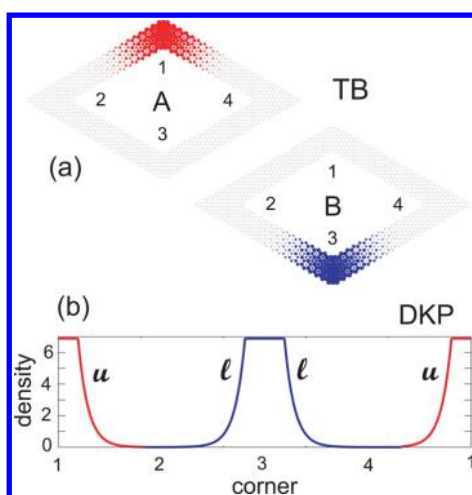 1
2 A 4
TB
3
(a)
1
2 B 4
3
(b)
DKP
density
6
4
2
0
u
ℓ
ℓ
u
1 2 3 4 1
corner